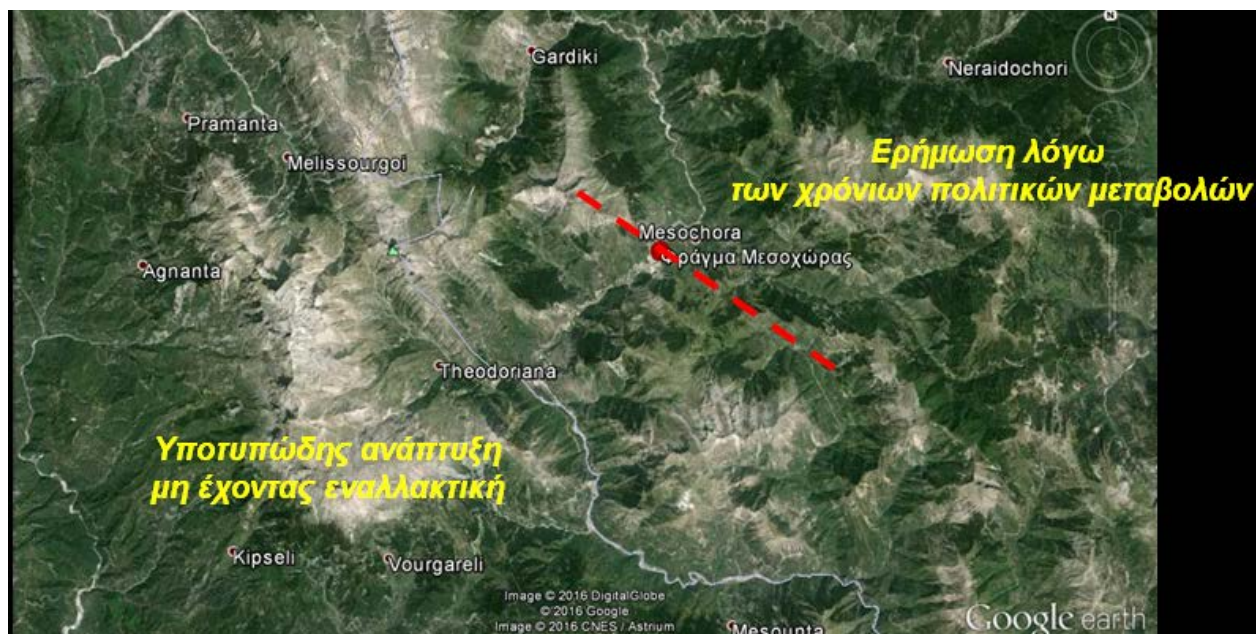 N
Gardiki
Neraidochori
Pramanta
Melissourgoi
Ερήμωση λόγω
των χρόνιων πολιτικών μεταβολών
Mesochora
Φράγμα Μεσοχώρας
Agnanta
Theodoriana
Υποτυπώδης ανάπτυξη
μη έχοντας εναλλακτική
Kipseli
Vourgareli
Image © 2016 DigitalGlobe
© 2016 Google
Image © 2016 CNES / Astrium
Mesounta
Google earth